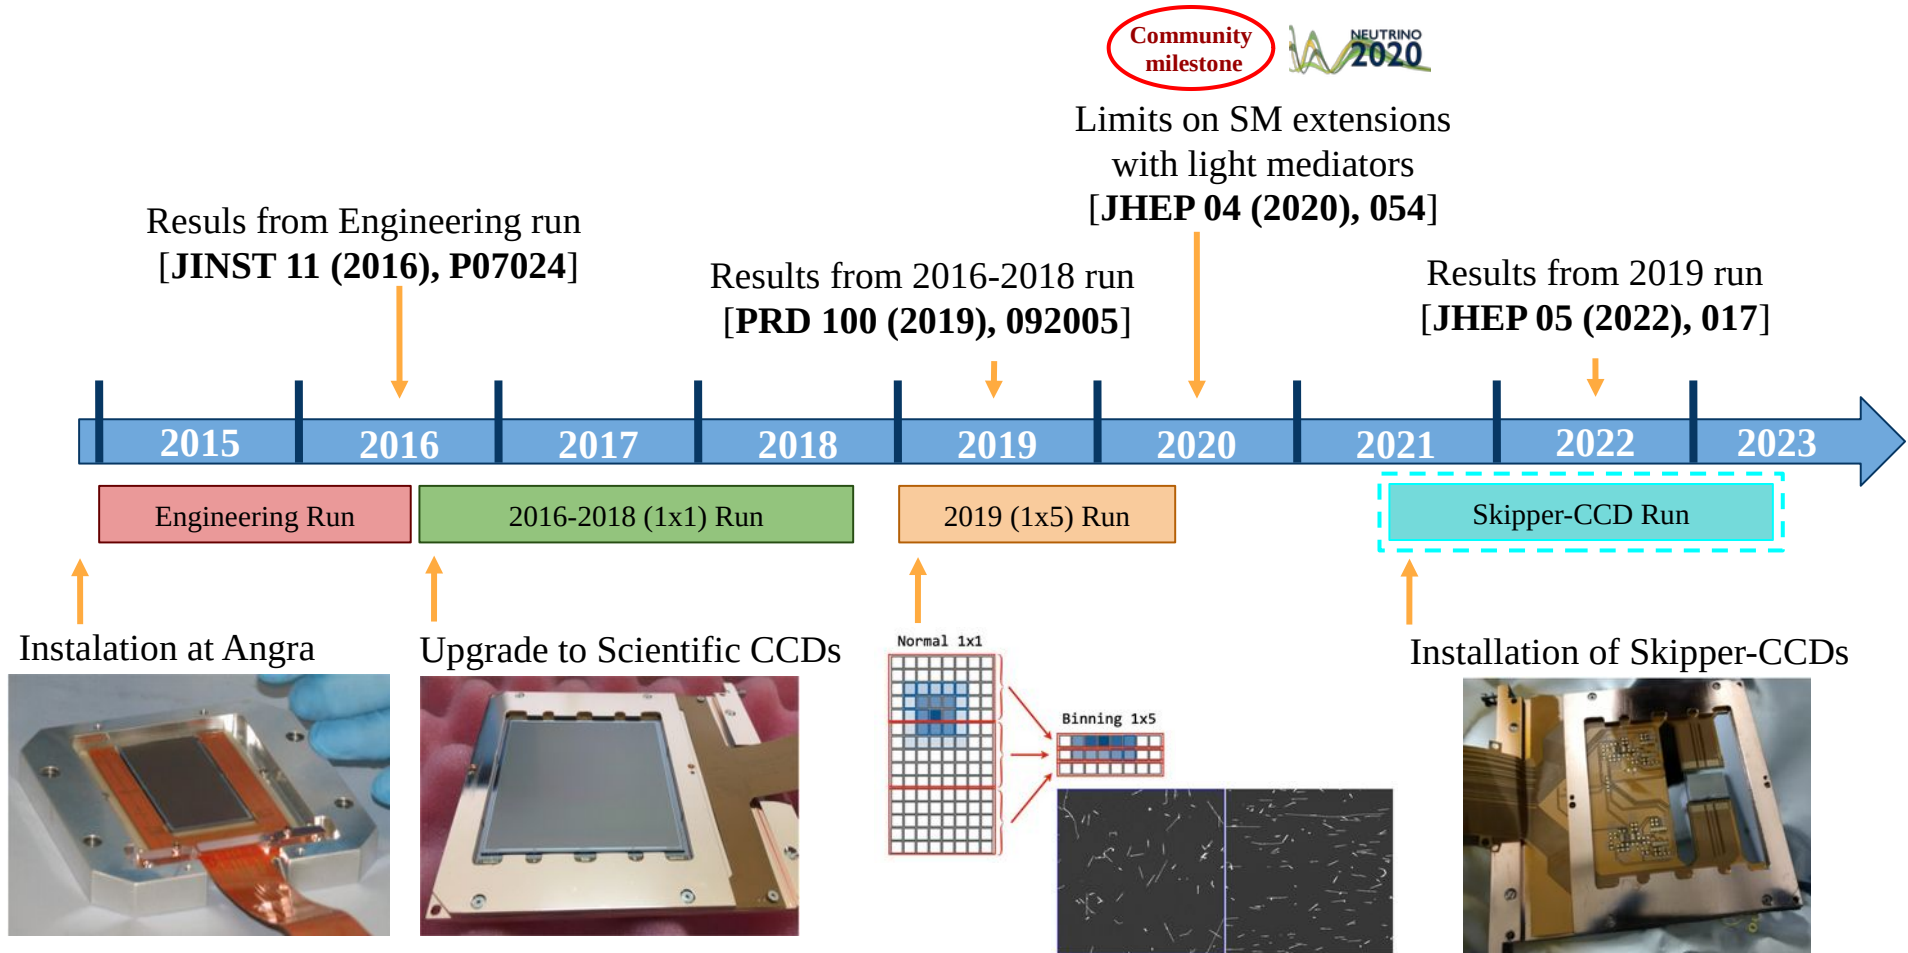 Community
milestone
NEUTRINO
2020
Limits on SM extensions
with light mediators
[JHEP 04 (2020), 054]
Resuls from Engineering run
[JINST 11 (2016), P07024]
Results from 2016-2018 run
[PRD 100 (2019), 092005]
Results from 2019 run
[JHEP 05 (2022), 017]
2015
2016
2017
2018
2019
2020
2021
2022
2023
Engineering Run
2016-2018 (1x1) Run
2019 (1x5) Run
Skipper-CCD Run
Instalation at Angra
Upgrade to Scientific CCDs
Normal 1x1
Binning 1x5
Installation of Skipper-CCDs